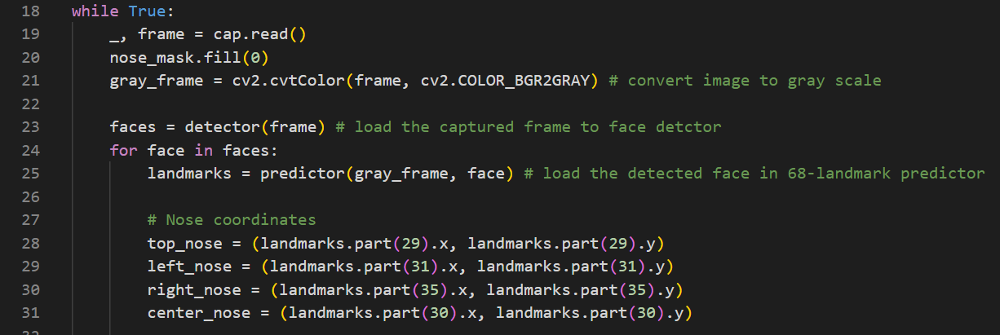 18 while True:
19     _, frame = cap.read()
20     nose_mask.fill(0)
21     gray_frame = cv2.cvtColor(frame, cv2.COLOR_BGR2GRAY) # convert image to gray scale
22
23     faces = detector(frame) # load the captured frame to face detctor
24     for face in faces:
25         landmarks = predictor(gray_frame, face) # load the detected face in 68-landmark predictor
26
27         # Nose coordinates
28         top_nose = (landmarks.part(29).x, landmarks.part(29).y)
29         left_nose = (landmarks.part(31).x, landmarks.part(31).y)
30         right_nose = (landmarks.part(35).x, landmarks.part(35).y)
31         center_nose = (landmarks.part(30).x, landmarks.part(30).y)